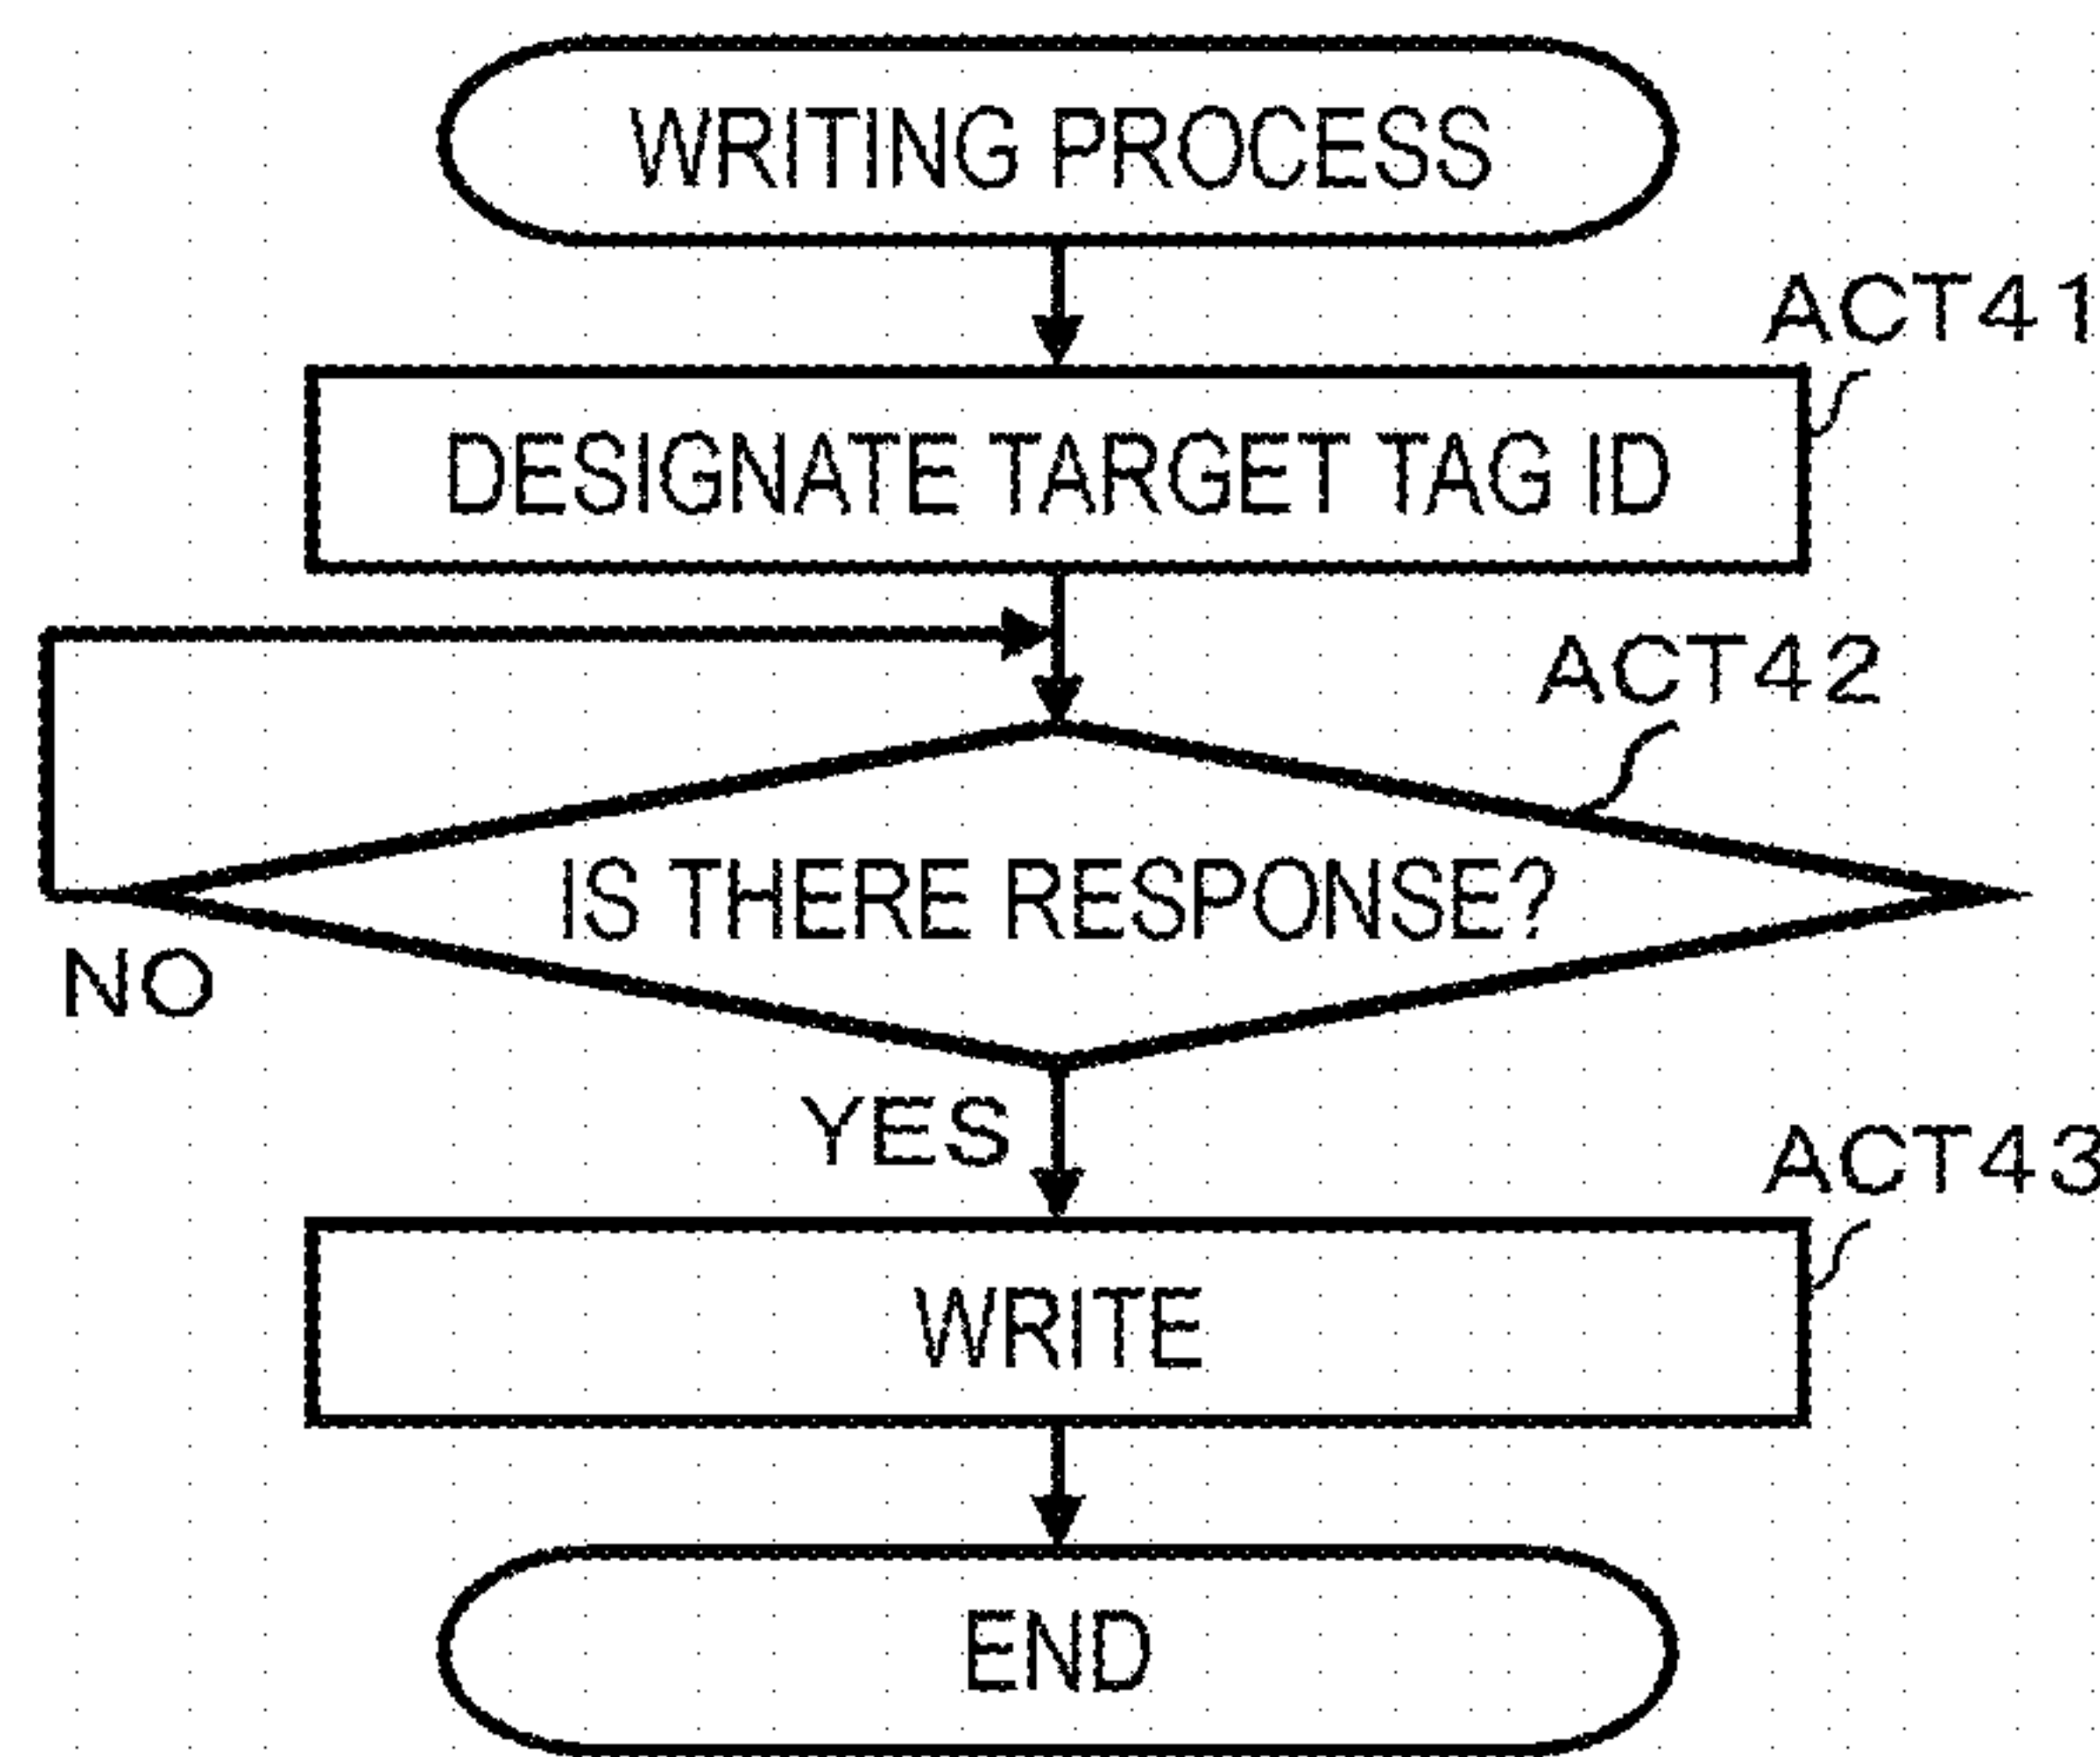 WRITING PROCESS
ACT41
DESIGNATE TARGET TAG ID
ACT42
IS THERE RESPONSE?
NO
YES
ACT43
WRITE
END